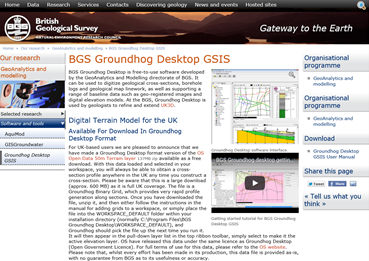 Home Data Research Services Contacts Discovering geology News and events Hosted sites
British
Geological Survey
NATURAL ENVIRONMENT RESEARCH COUNCIL
Gateway to the Earth
BGS
Home » Our research » GeoAnalytics and modelling » BGS Groundhog Desktop GSIS
Our research
GeoAnalytics and
modelling
Selected research
Software and tools
AquiMod
GISGroundwater
Groundhog Desktop
GSIS
BGS Groundhog Desktop GSIS
BGS Groundhog Desktop is free-to-use software developed
by the GeoAnalytics and Modelling directorate of BGS. It
can be used to digitize geological cross-sections, borehole
logs and geological map linework, as well as supporting a
range of baseline data such as geo-registered images and
digital elevation models. At the BGS, Groundhog Desktop is
used by geologists to refine and extend UK3D.
Digital Terrain Model for the UK
Available For Download In Groundhog
Desktop Format
For UK-based users we are pleased to announce that we
have made a Groundhog Desktop format version of the OS
Open Data 50m Terrain layer available as a free
download. With this data loaded and selected in your
workspace, you will always be able to obtain a cross-
section profile anywhere in the UK any time you construct a
cross-section. Please be aware that this is a large download
(approx. 600 MB) as it is full UK coverage. The file is a
Groundhog Binary Grid, which provides very rapid profile
generation along sections. Once you have downloaded the
file, unzip it, and then either follow the instructions in the
manual for adding grids to a workspace, or simply place the
file into the WORKSPACE_DEFAULT folder within your
installation directory (normally C:\Program Files\BGS
Groundhog Desktop\WORKSPACE_DEFAULT), and
Groundhog should pick the file up the next time you run it.
It will then appear in the pull-down layer list in the top ribbon toolbar, simply select to make it the
active elevation layer. OS have released this data under the same licence as Groundhog Desktop
(Open Government Licence). For full terms of use for this data, please refer to the OS website.
Please note that, whilst every effort has been made in its production, this data file is provided as-is,
with no guarantee from BGS as to its usefulness or accuracy.
Groundhog Desktop software interface.
BGS Groundhog Desktop gettin
Getting started tutorial for BGS Groundhog Desktop
GSIS.
Organisational
programme
GeoAnalytics and
modelling
Organisational
programme
GeoAnalytics and
modelling
Download
Groundhog Desktop
GSIS User Manual
Share this page
Tweet
Share
Tell us what you
think »